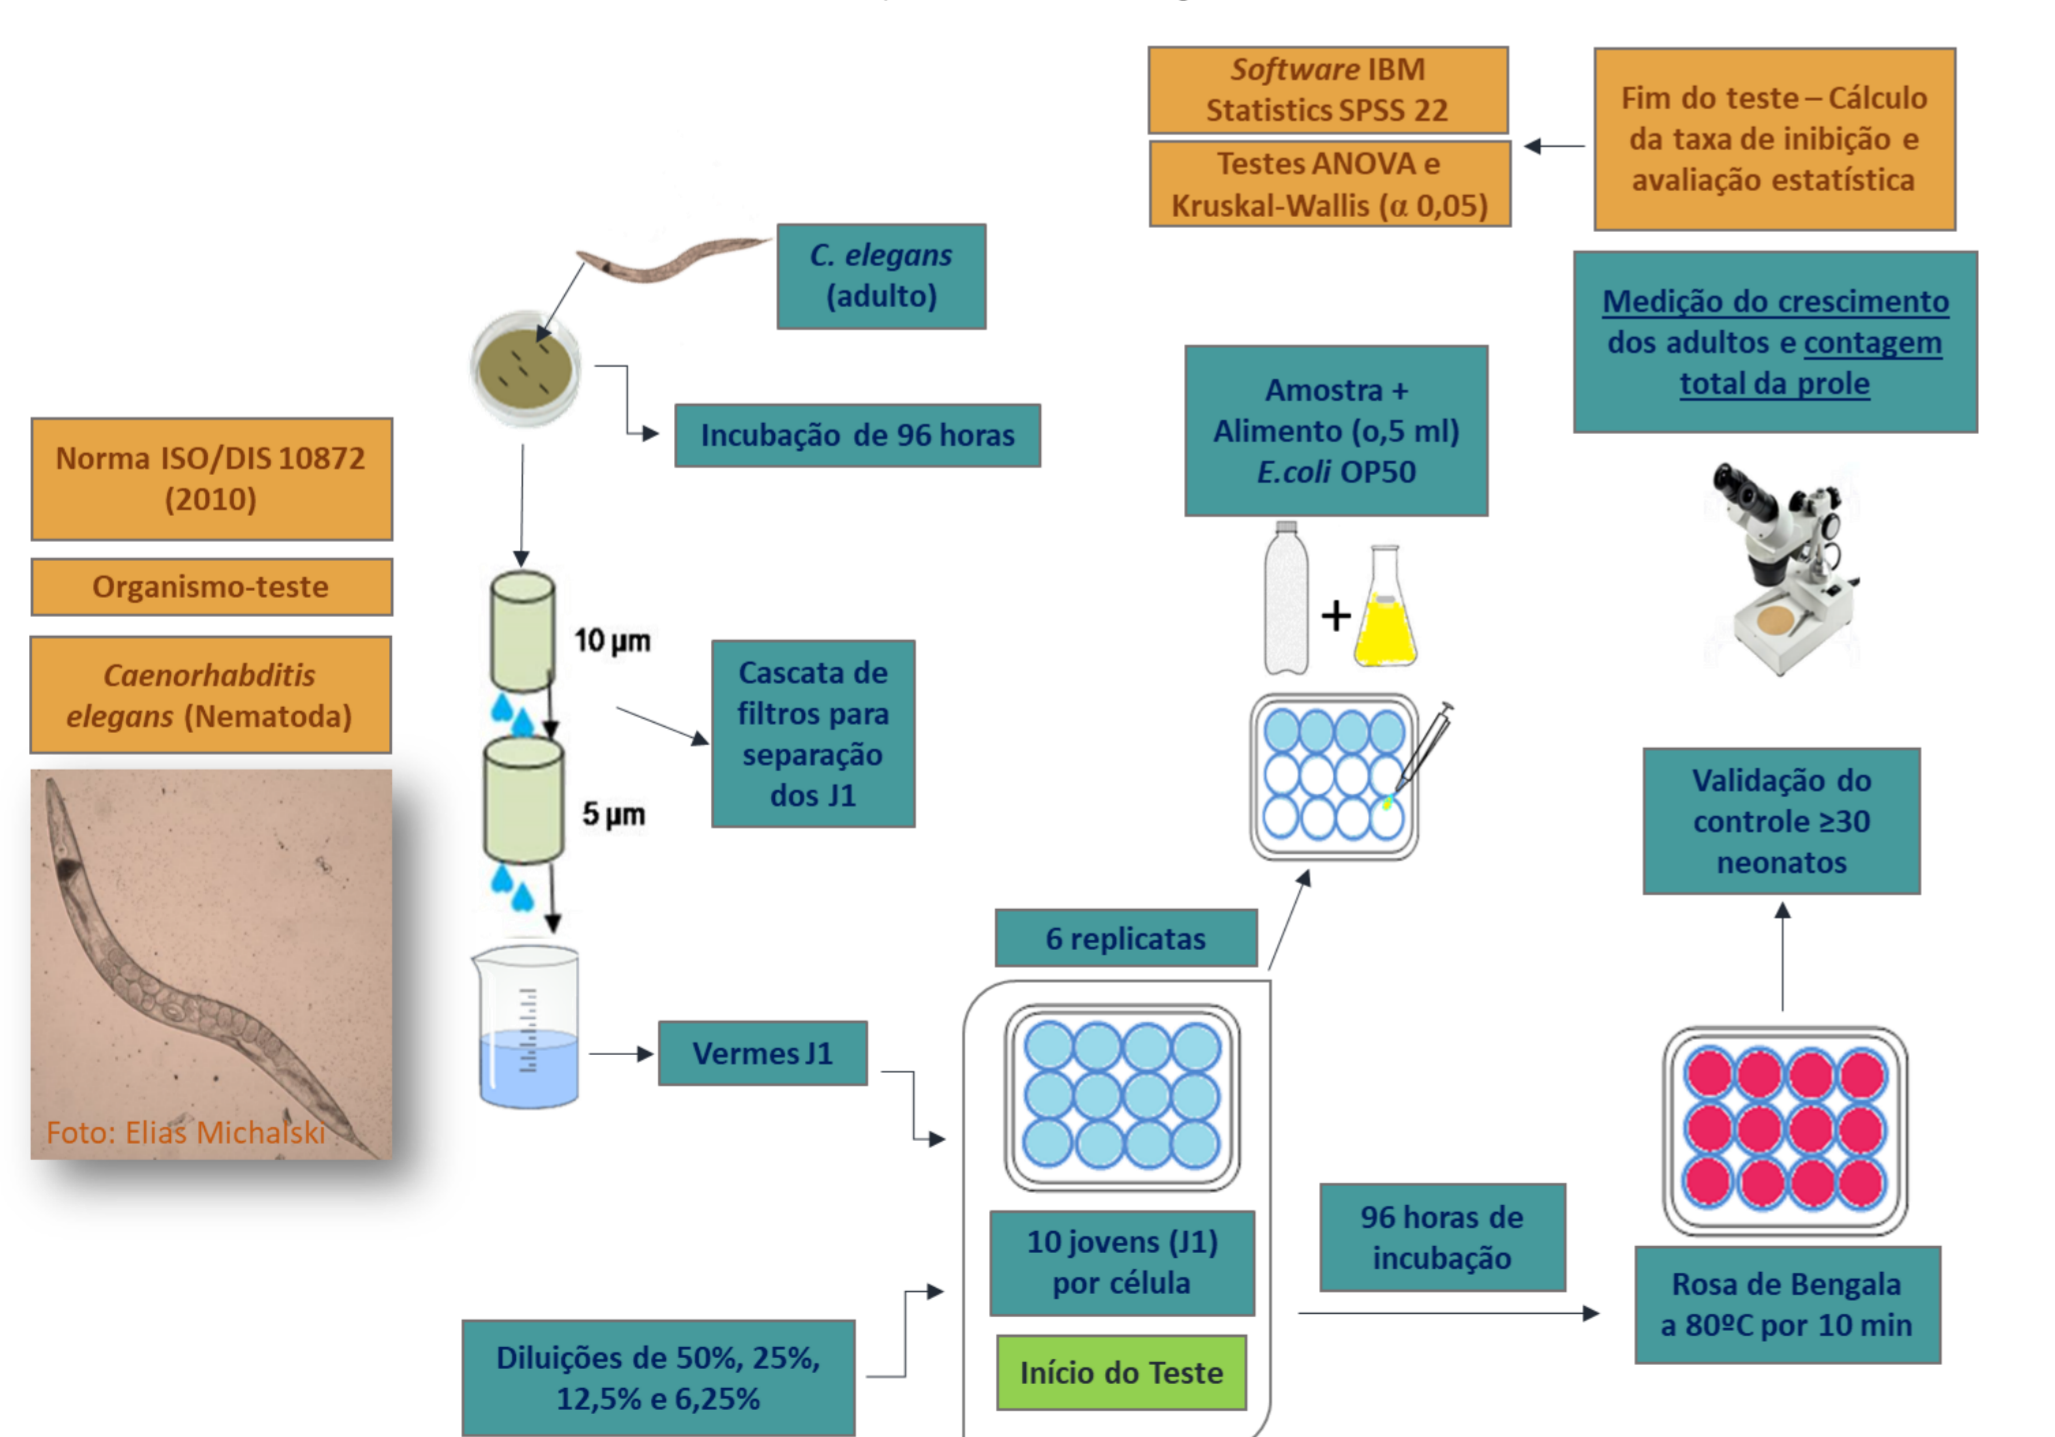 Norma ISO/DIS 10872
(2010)
Organismo-teste
Caenorhabditis
elegans (Nematoda)
Foto: Elias Michalski
C. elegans
(adulto)
Incubação de 96 horas
10 µm
Cascata de
filtros para
separação
dos J1
5 µm
Vermes J1
Diluições de 50%, 25%,
12,5% e 6,25%
6 replicatas
10 jovens (J1)
por célula
Início do Teste
Amostra +
Alimento (o,5 ml)
E.coli OP50
+
96 horas de
incubação
Rosa de Bengala
a 80ºC por 10 min
Validação do
controle ≥30
neonatos
Medição do crescimento
dos adultos e contagem
total da prole
Fim do teste – Cálculo
da taxa de inibição e
avaliação estatística
Software IBM
Statistics SPSS 22
Testes ANOVA e
Kruskal-Wallis (α 0,05)